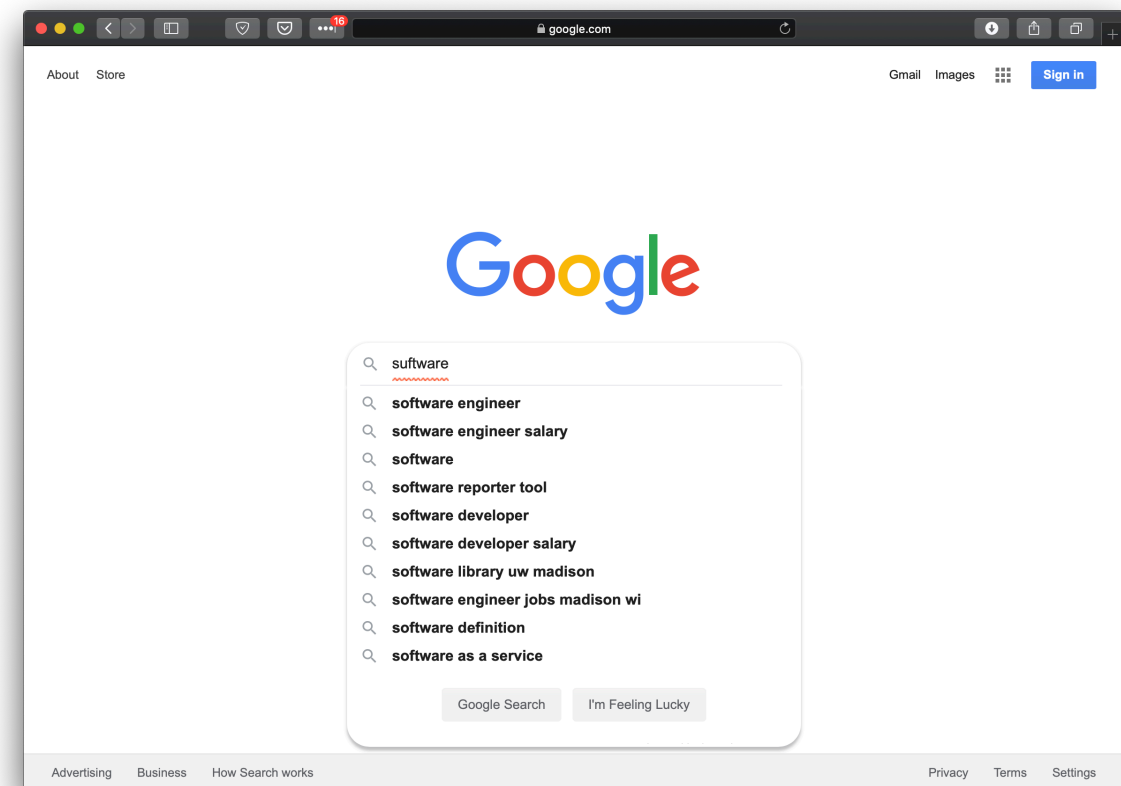 16
google.com
About Store Gmail Images Sign in
Google
suftware
software engineer
software engineer salary
software
software reporter tool
software developer
software developer salary
software library uw madison
software engineer jobs madison wi
software definition
software as a service
Google Search I'm Feeling Lucky
Advertising Business How Search works Privacy Terms Settings